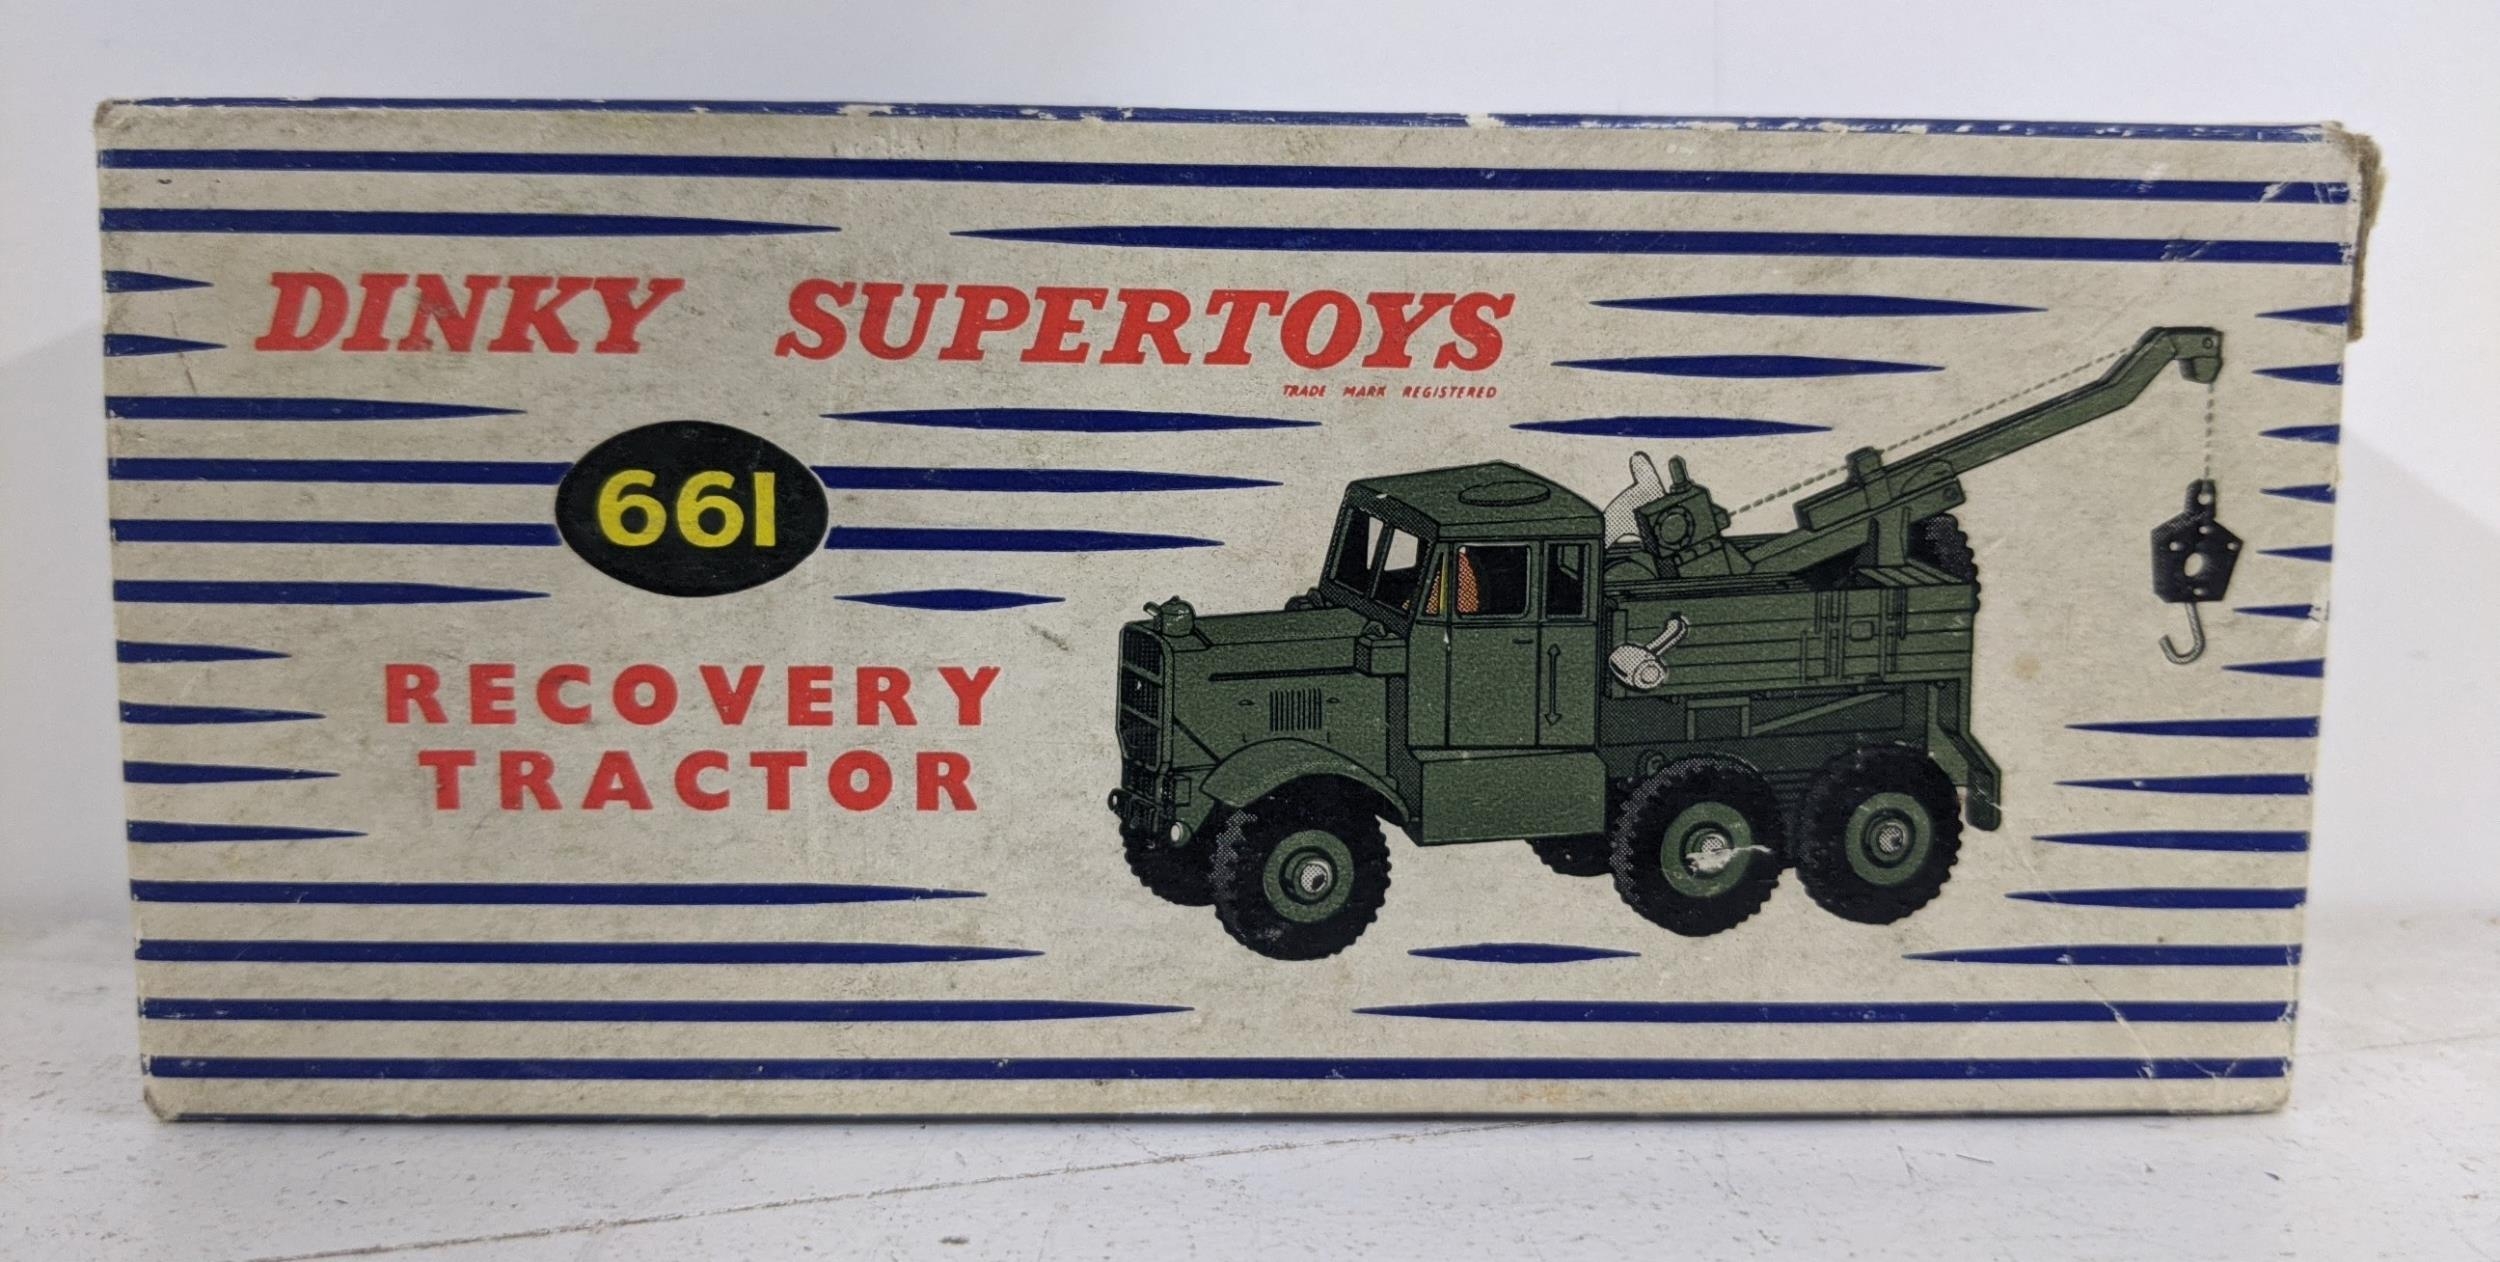 DINKY SUPERTOYS
TRADE MARK REGISTERED
661
RECOVERY
TRACTOR